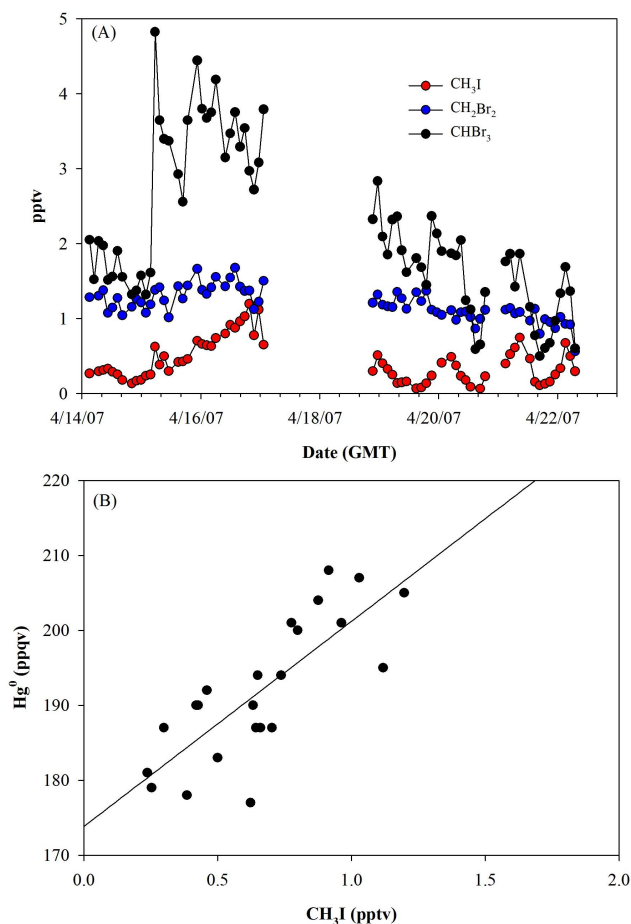 (A)
5
4
3
2
1
0
pptv
CH₃I
CH₂Br₂
CHBr₃
4/14/07 4/16/07 4/18/07 4/20/07 4/22/07
Date (GMT)
(B)
220
210
200
190
180
170
Hg⁰ (ppqv)
0.0 0.5 1.0 1.5 2.0
CH₃I (pptv)